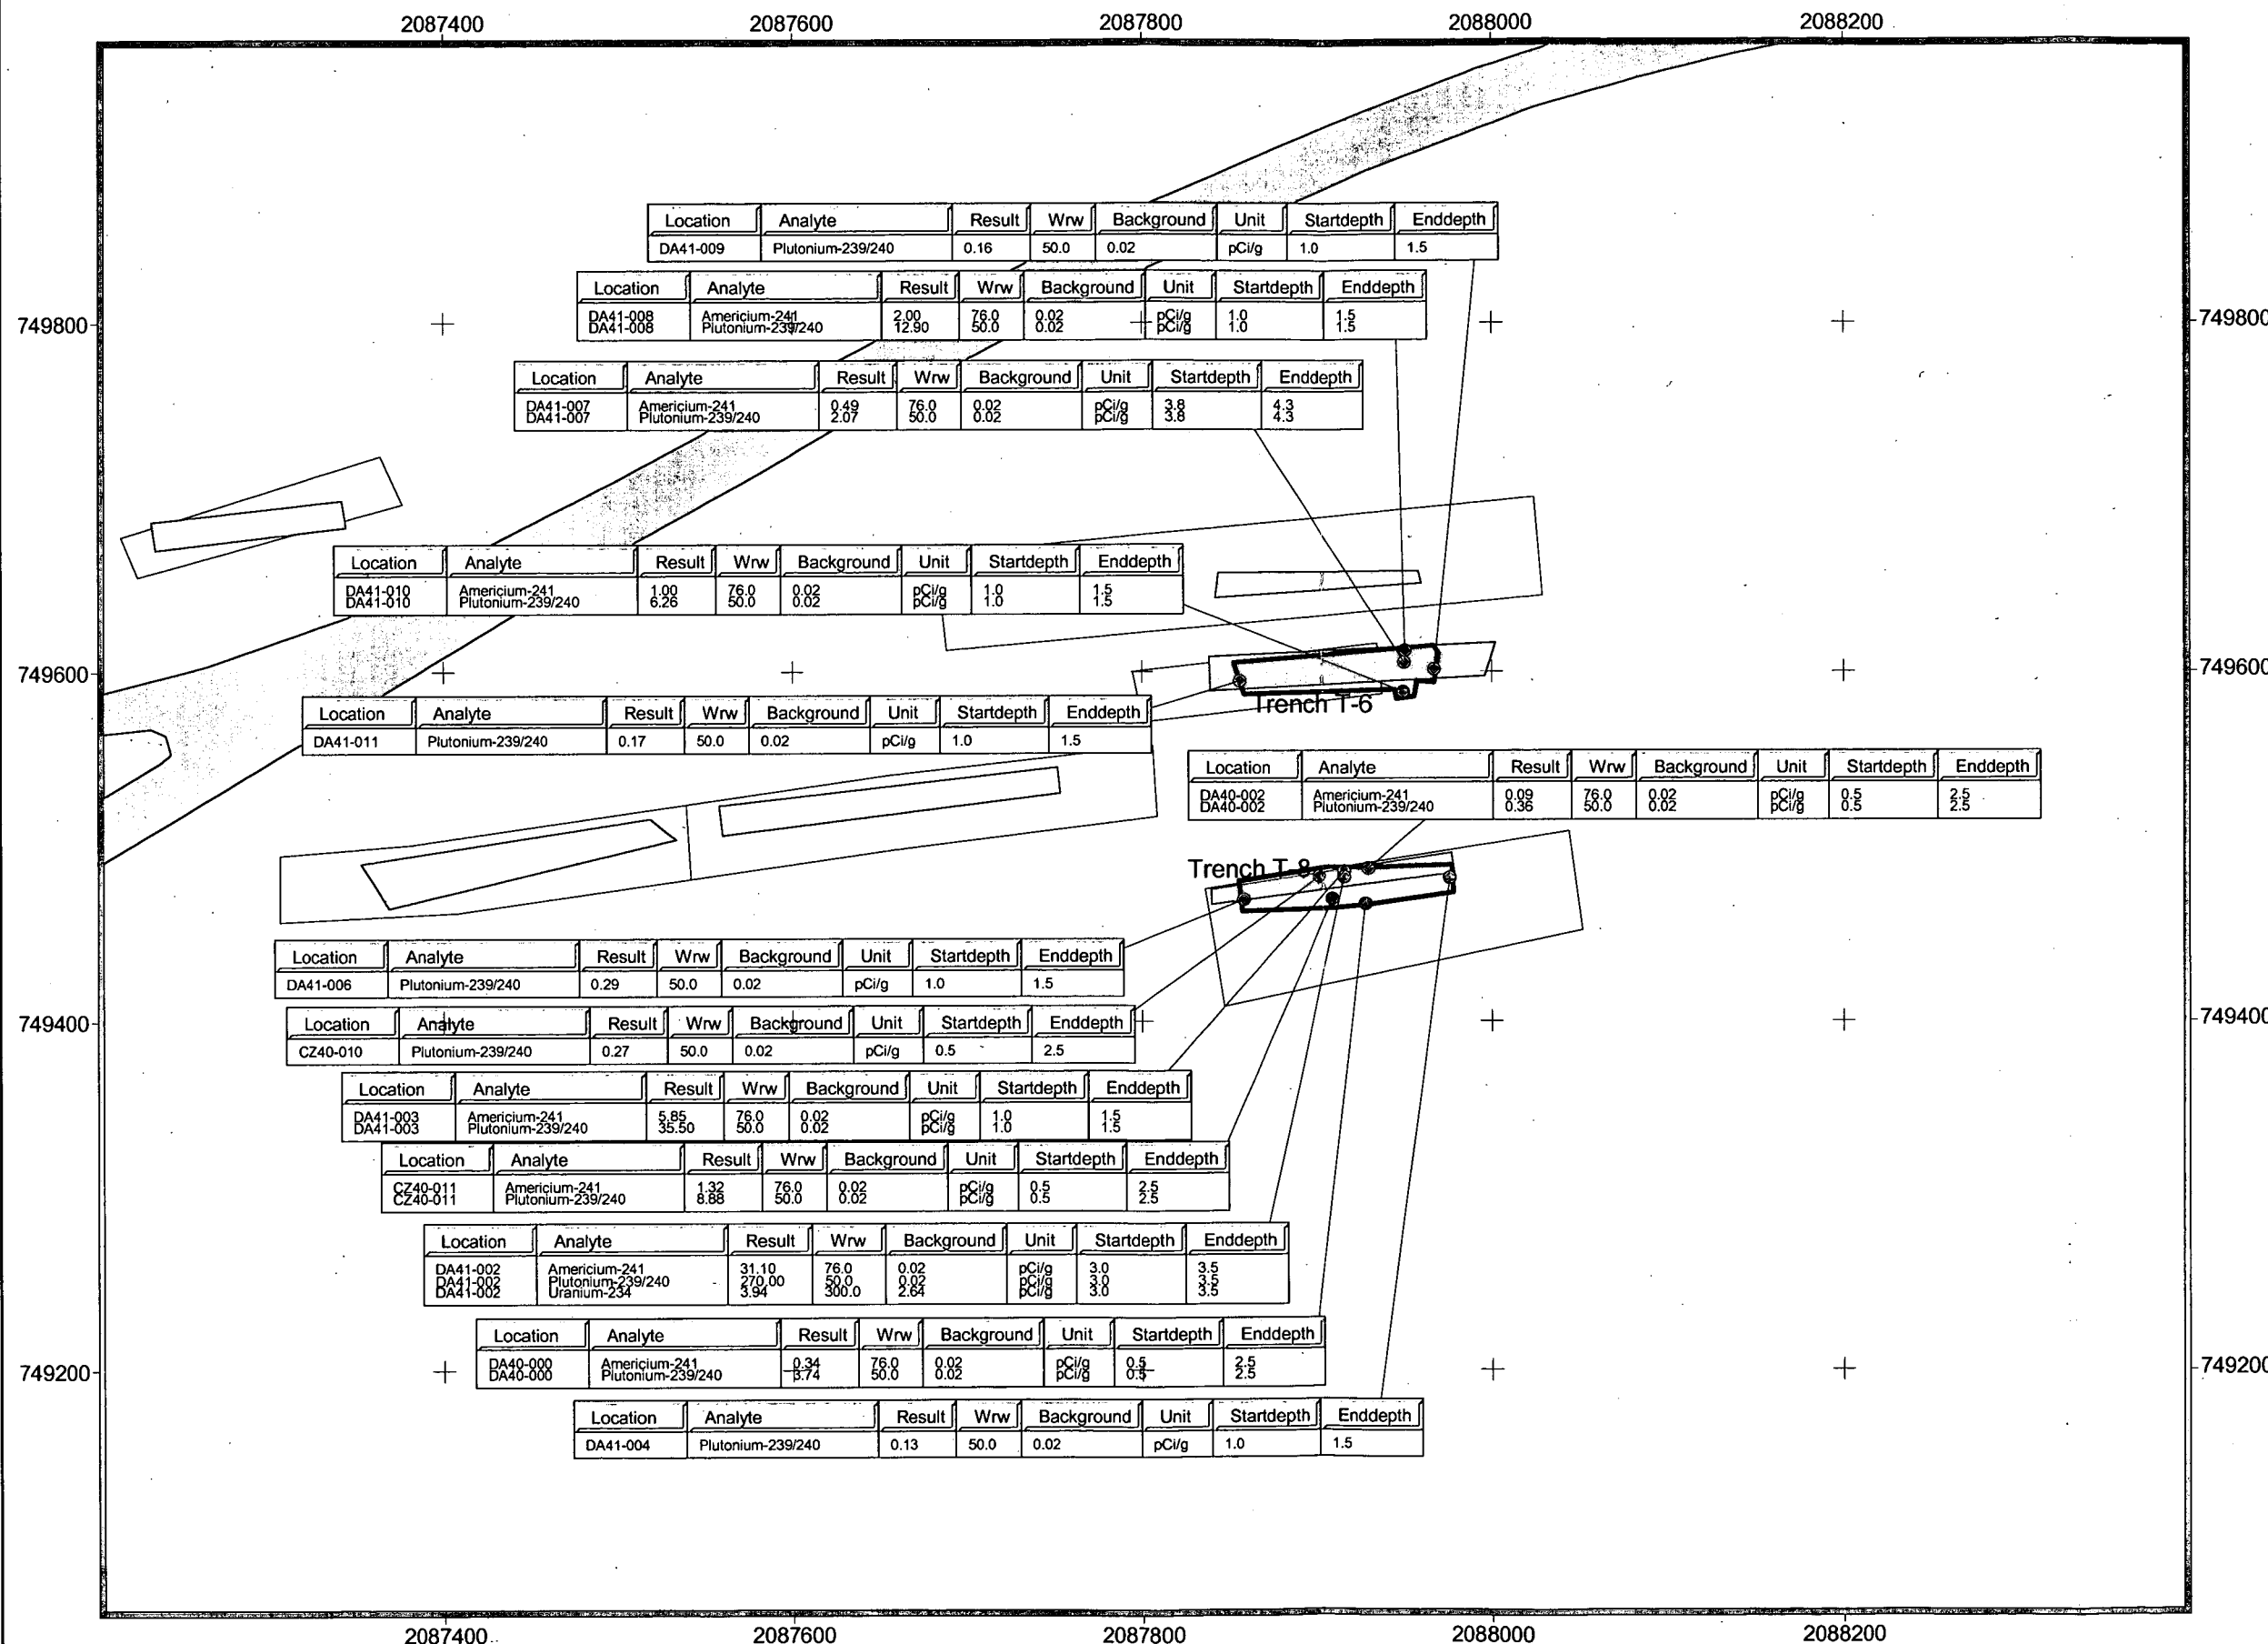 2087400 2087600 2087800 2088000 2088200
Location Analyte Result Wrw Background Unit Startdepth Enddepth
DA41-009 Plutonium-239/240 0.16 50.0 0.02 pCi/g 1.0 1.5
Location Analyte Result Wrw Background Unit Startdepth Enddepth
DA41-008 Americium-241 2.00 76.0 0.02 pCi/g 1.0 1.5
DA41-008 Plutonium-239/240 12.90 50.0 0.02 pCi/g 1.0 1.5
749800 749800
Location Analyte Result Wrw Background Unit Startdepth Enddepth
DA41-007 Americium-241 0.49 76.0 0.02 pCi/g 3.8 4.3
DA41-007 Plutonium-239/240 2.07 50.0 0.02 pCi/g 3.8 4.3
Location Analyte Result Wrw Background Unit Startdepth Enddepth
DA41-010 Americium-241 1.00 76.0 0.02 pCi/g 1.0 1.5
DA41-010 Plutonium-239/240 6.26 50.0 0.02 pCi/g 1.0 1.5
749600 749600
Trench T-6
Location Analyte Result Wrw Background Unit Startdepth Enddepth
DA41-011 Plutonium-239/240 0.17 50.0 0.02 pCi/g 1.0 1.5
Location Analyte Result Wrw Background Unit Startdepth Enddepth
DA40-002 Americium-241 0.09 76.0 0.02 pCi/g 0.5 2.5
DA40-002 Plutonium-239/240 0.36 50.0 0.02 pCi/g 0.5 2.5
Trench T-8
Location Analyte Result Wrw Background Unit Startdepth Enddepth
DA41-006 Plutonium-239/240 0.29 50.0 0.02 pCi/g 1.0 1.5
749400 749400
Location Analyte Result Wrw Background Unit Startdepth Enddepth
CZ40-010 Plutonium-239/240 0.27 50.0 0.02 pCi/g 0.5 2.5
Location Analyte Result Wrw Background Unit Startdepth Enddepth
DA41-003 Americium-241 5.85 76.0 0.02 pCi/g 1.0 1.5
DA41-003 Plutonium-239/240 35.50 50.0 0.02 pCi/g 1.0 1.5
Location Analyte Result Wrw Background Unit Startdepth Enddepth
CZ40-011 Americium-241 1.32 76.0 0.02 pCi/g 0.5 2.5
CZ40-011 Plutonium-239/240 8.88 50.0 0.02 pCi/g 0.5 2.5
Location Analyte Result Wrw Background Unit Startdepth Enddepth
DA41-002 Americium-241 31.10 76.0 0.02 pCi/g 3.0 3.5
DA41-002 Plutonium-239/240 270.00 50.0 0.02 pCi/g 3.0 3.5
DA41-002 Uranium-234 3.94 300.0 2.64 pCi/g 3.0 3.5
749200 749200
Location Analyte Result Wrw Background Unit Startdepth Enddepth
DA40-000 Americium-241 0.34 76.0 0.02 pCi/g 0.5 2.5
DA40-000 Plutonium-239/240 3.74 50.0 0.02 pCi/g 0.5 2.5
Location Analyte Result Wrw Background Unit Startdepth Enddepth
DA41-004 Plutonium-239/240 0.13 50.0 0.02 pCi/g 1.0 1.5
2087400 2087600 2087800 2088000 2088200